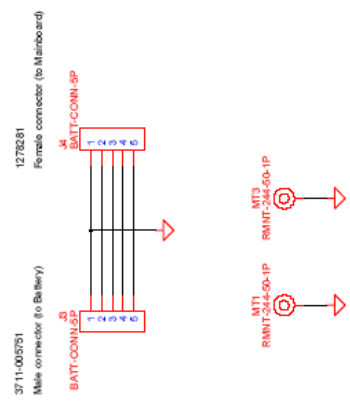 1278281
Female connector (to Mainboard)
J4
BATT-CONN-5P
1
2
3
4
5
3711-005751
Male connector (to Battery)
J3
BATT-CONN-5P
1
2
3
4
5
MT3
RMNT-244-50-1P
MT1
RMNT-244-50-1P